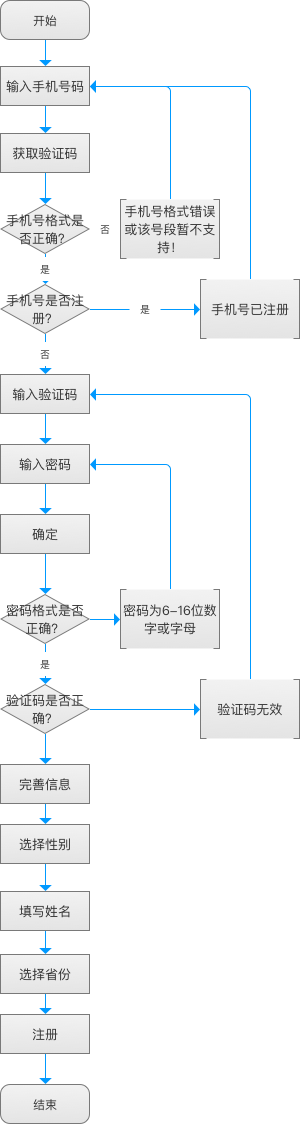 开始
输入手机号码
获取验证码
手机号格式是
否正确？
否
手机号格式错误
或该号段暂不支
持！
是
手机号是否注
册？
是
手机号已注册
否
输入验证码
输入密码
确定
密码格式是否
正确？
密码为6-16位数
字或字母
是
验证码是否正
确？
验证码无效
完善信息
选择性别
填写姓名
选择省份
注册
结束